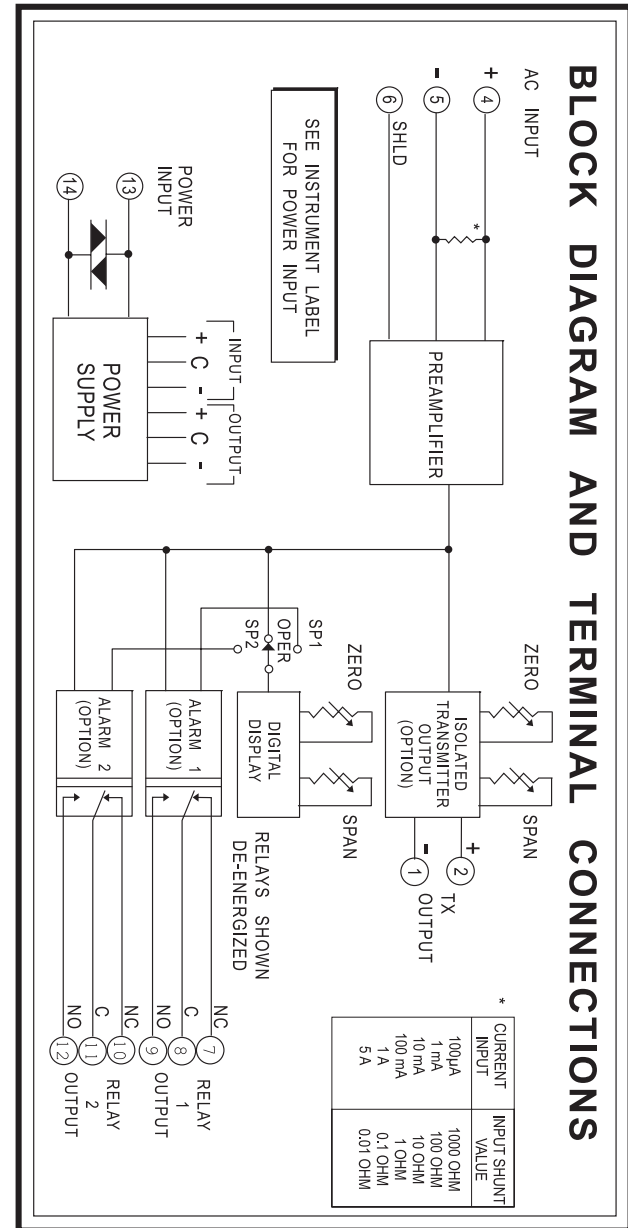 BLOCK DIAGRAM AND TERMINAL CONNECTIONS
AC INPUT
+ 4
- 5
6 SHLD
*
PREAMPLIFIER
SEE INSTRUMENT LABEL
FOR POWER INPUT
POWER
INPUT
13
14
INPUT
OUTPUT
+ C - + C -
POWER
SUPPLY
ZERO
SPAN
ISOLATED
TRANSMITTER
OUTPUT
(OPTION)
+ 2 TX
- 1 OUTPUT
ZERO
SPAN
SP1
OPER
SP2
DIGITAL
DISPLAY
RELAYS SHOWN
DE-ENERGIZED
ALARM 1
(OPTION)
NC 7 RELAY
C 8 1
NO 9 OUTPUT
ALARM 2
(OPTION)
NC 10 RELAY
C 11 2
NO 12 OUTPUT
* CURRENT INPUT SHUNT
INPUT VALUE
100µA 1000 OHM
1 mA 100 OHM
10 mA 10 OHM
100 mA 1 OHM
1 A 0.1 OHM
5 A 0.01 OHM